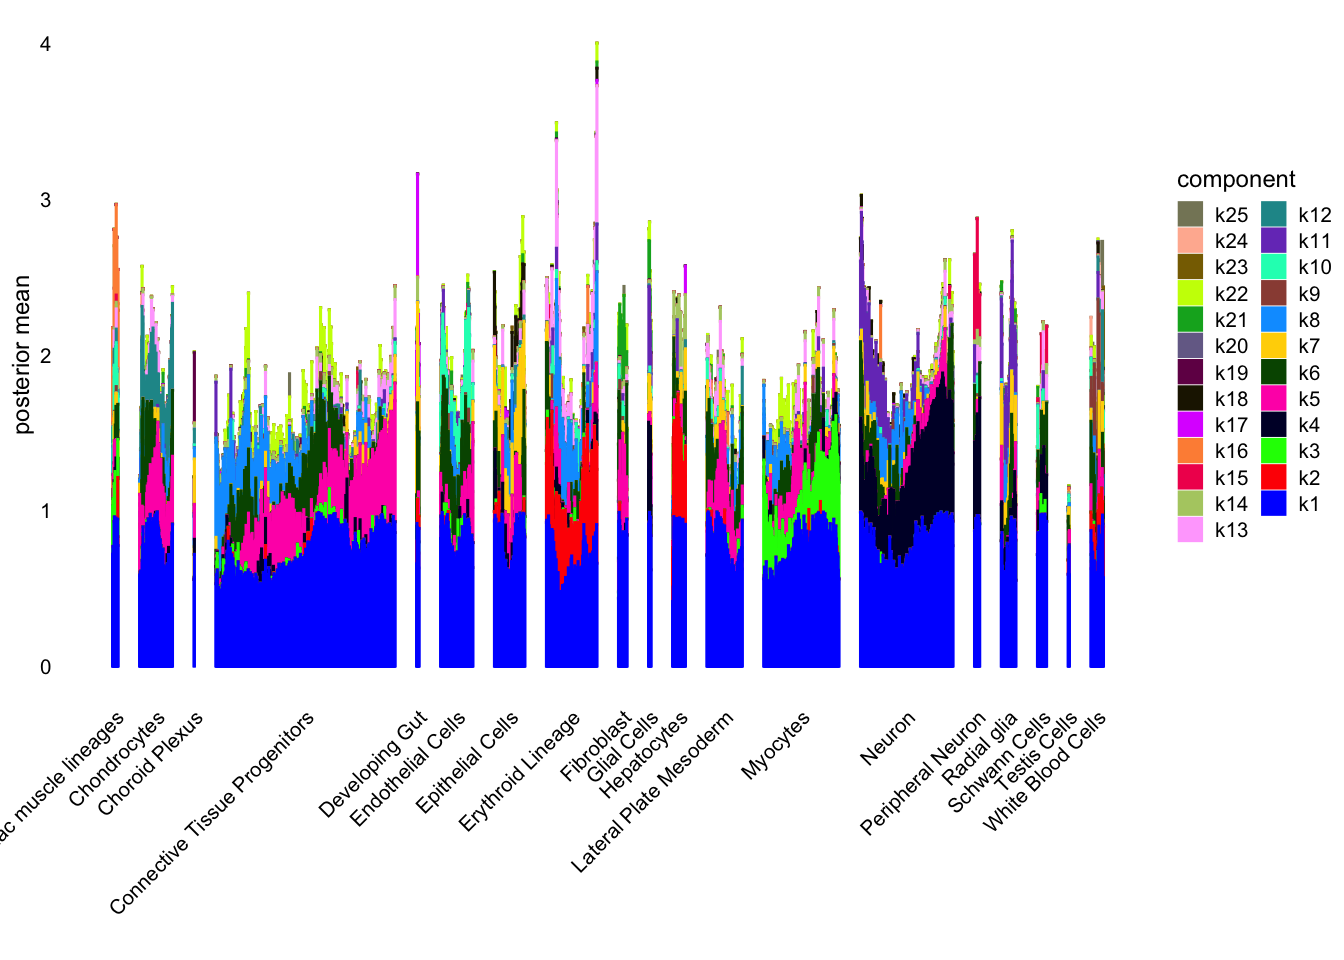 4
3
2
1
0
posterior mean
ac muscle lineages
Chondrocytes
Choroid Plexus
Connective Tissue Progenitors
Developing Gut
Endothelial Cells
Epithelial Cells
Erythroid Lineage
Fibroblast
Glial Cells
Hepatocytes
Lateral Plate Mesoderm
Myocytes
Neuron
Peripheral Neuron
Radial glia
Schwann Cells
Testis Cells
White Blood Cells
component
k25 k12
k24 k11
k23 k10
k22 k9
k21 k8
k20 k7
k19 k6
k18 k5
k17 k4
k16 k3
k15 k2
k14 k1
k13